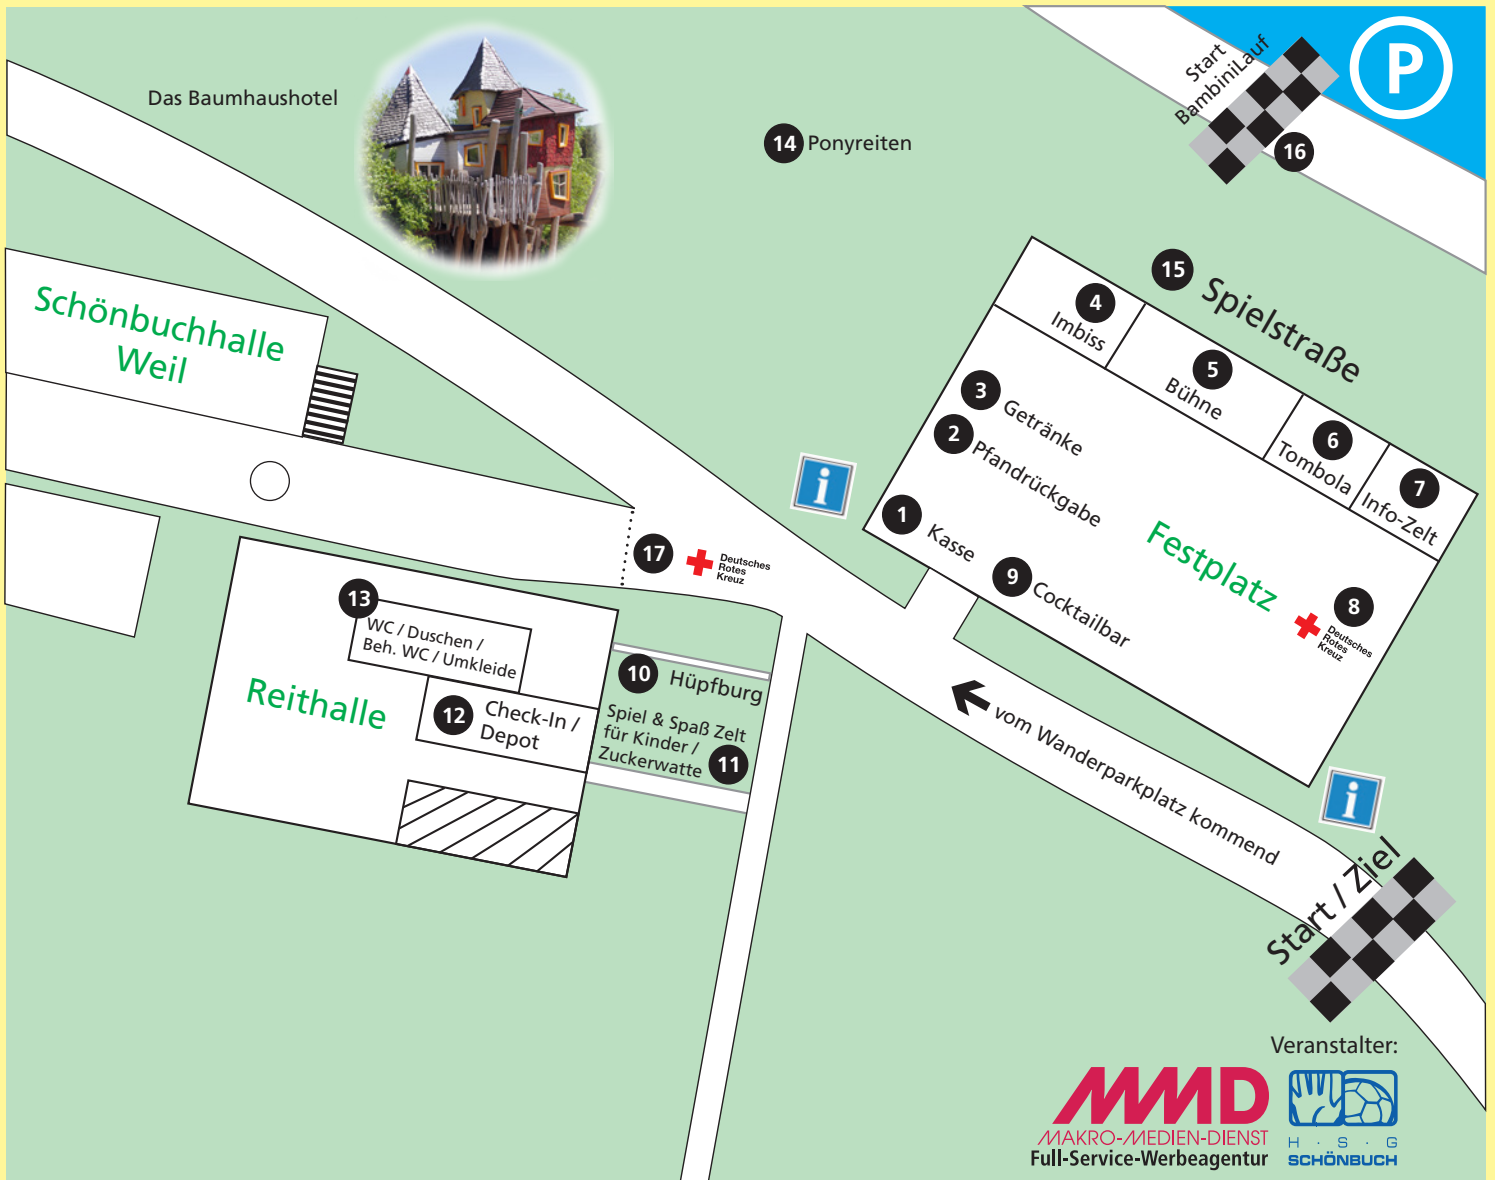 Das Baumhaushotel
14 Ponyreiten
Start
BambiniLauf
P
16
Schönbuchhalle
Weil
15 Spielstraße
4
Imbiss
5
Bühne
6
Tombola
7
Info-Zelt
3 Getränke
2 Pfandrückgabe
1 Kasse
9 Cocktailbar
Festplatz
8
Deutsches
Rotes
Kreuz
i
17
Deutsches
Rotes
Kreuz
13
WC / Duschen /
Beh. WC / Umkleide
Reithalle
12 Check-In /
Depot
10 Hüpfburg
Spiel & Spaß Zelt
für Kinder /
Zuckerwatte 11
vom Wanderparkplatz kommend
i
Start / Ziel
Veranstalter:
MMD
MAKRO-MEDIEN-DIENST
Full-Service-Werbeagentur
H · S · G
SCHÖNBUCH